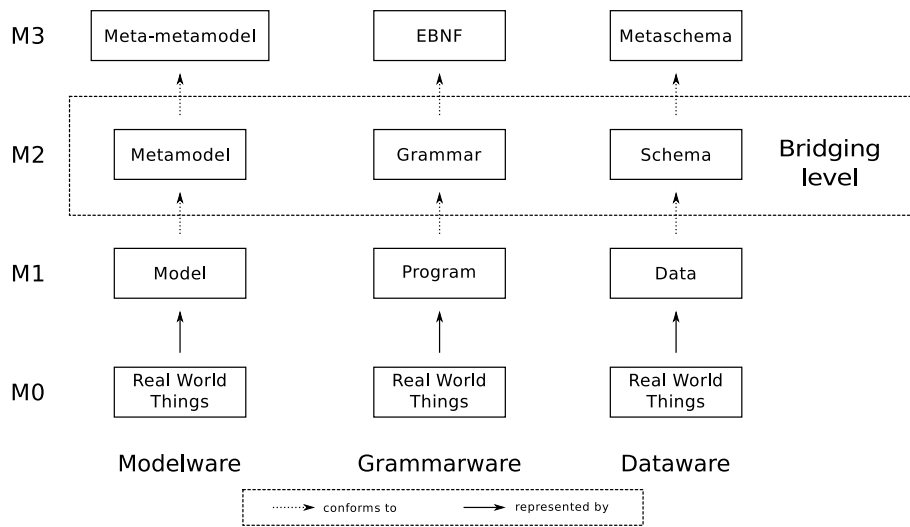 M3
Meta-metamodel
EBNF
Metaschema
M2
Metamodel
Grammar
Schema
Bridging
level
M1
Model
Program
Data
M0
Real World
Things
Real World
Things
Real World
Things
Modelware
Grammarware
Dataware
conforms to
represented by